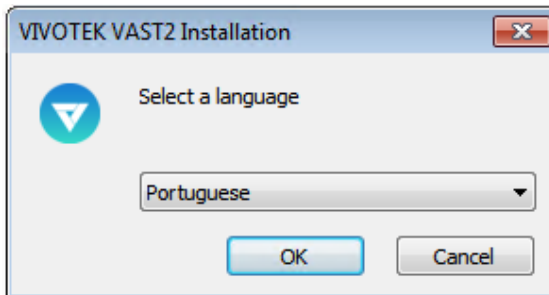 VIVOTEK VAST2 Installation
Select a language
Portuguese
OK
Cancel